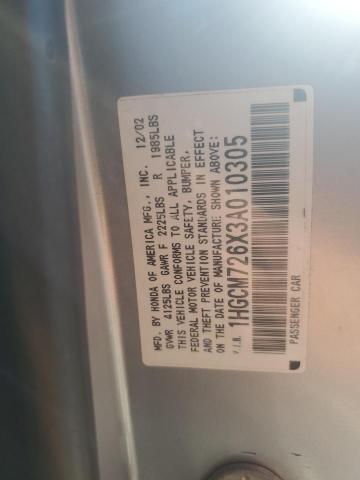 MFD. BY HONDA OF AMERICA MFG., INC. 12/02
GVWR 4125LBS GAWR F 2225LBS R 1985LBS
THIS VEHICLE CONFORMS TO ALL APPLICABLE
FEDERAL MOTOR VEHICLE SAFETY, BUMPER,
AND THEFT PREVENTION STANDARDS IN EFFECT
ON THE DATE OF MANUFACTURE SHOWN ABOVE:
V.I.N. 1HGCM726X3A010305
PASSENGER CAR